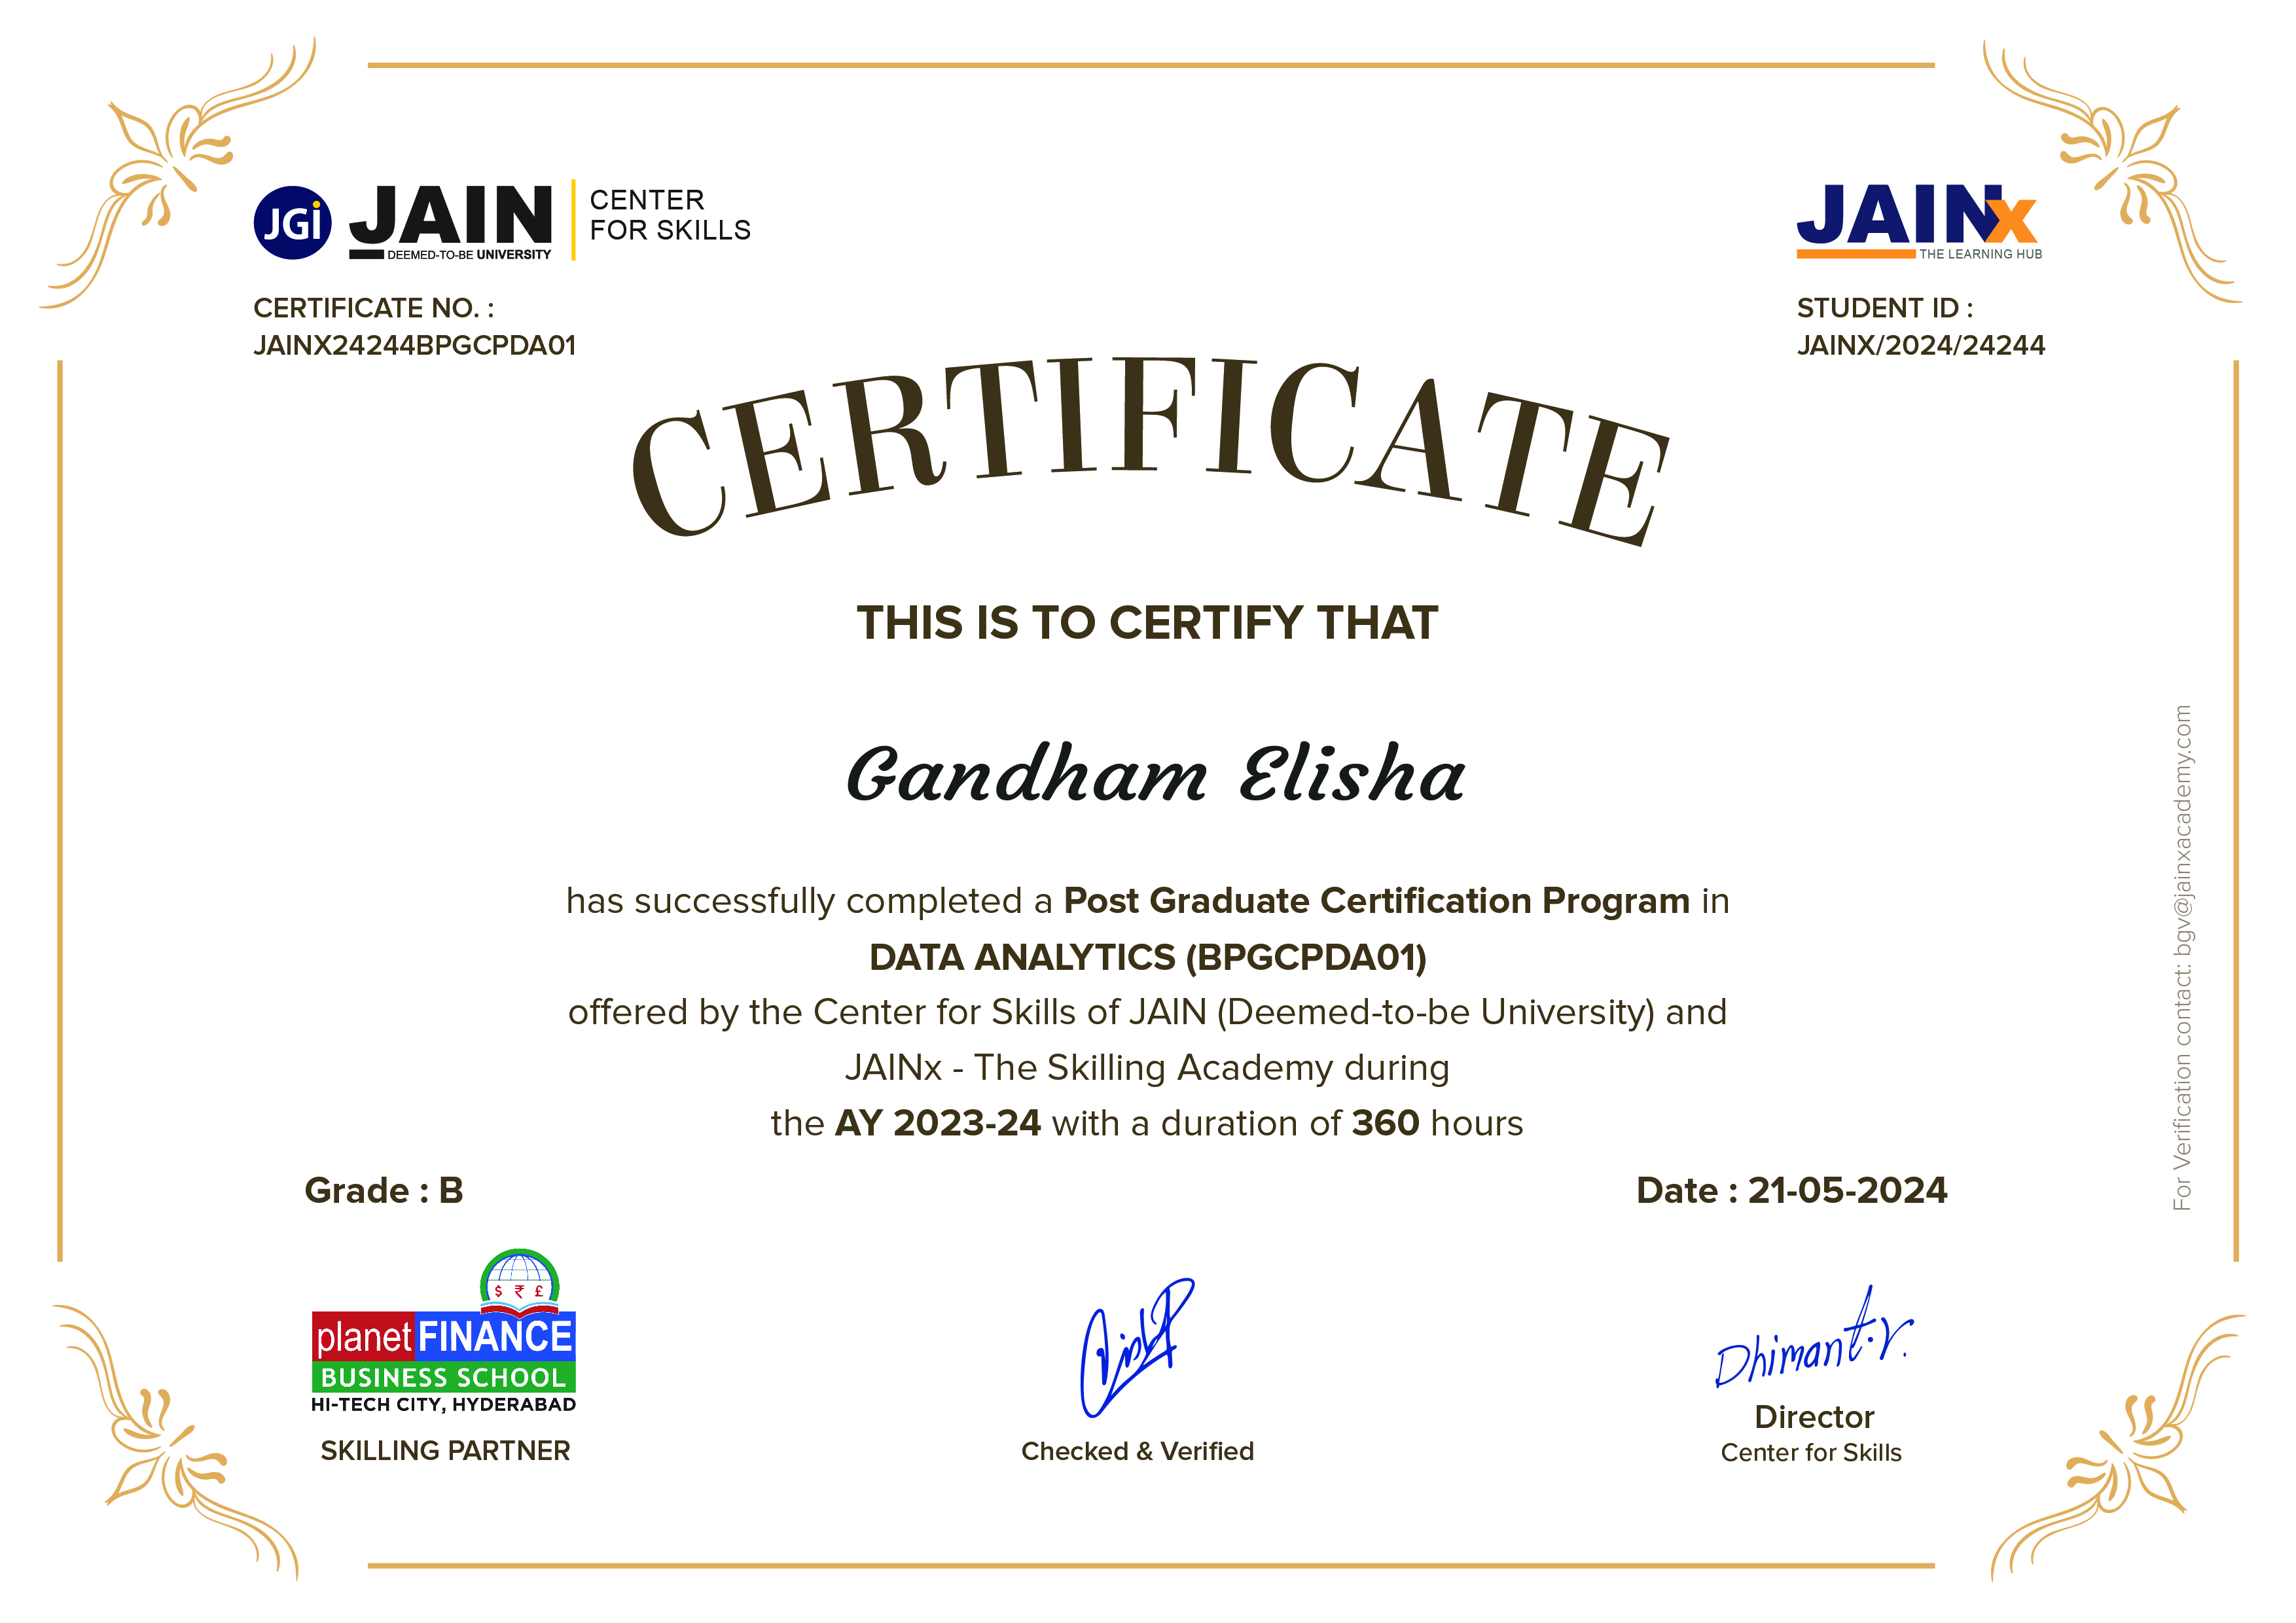 JGi JAIN CENTER
FOR SKILLS
DEEMED-TO-BE UNIVERSITY
JAINx
THE LEARNING HUB
CERTIFICATE NO. :
JAINX24244BPGCPDA01
STUDENT ID :
JAINX/2024/24244
CERTIFICATE
THIS IS TO CERTIFY THAT
Gandham Elisha
has successfully completed a Post Graduate Certification Program in
DATA ANALYTICS (BPGCPDA01)
offered by the Center for Skills of JAIN (Deemed-to-be University) and
JAINx - The Skilling Academy during
the AY 2023-24 with a duration of 360 hours
Grade : B
Date : 21-05-2024
For Verification contact: bgv@jainxacademy.com
$ ₹ £
planet FINANCE
BUSINESS SCHOOL
HI-TECH CITY, HYDERABAD
SKILLING PARTNER
Checked & Verified
Dhimant.r.
Director
Center for Skills